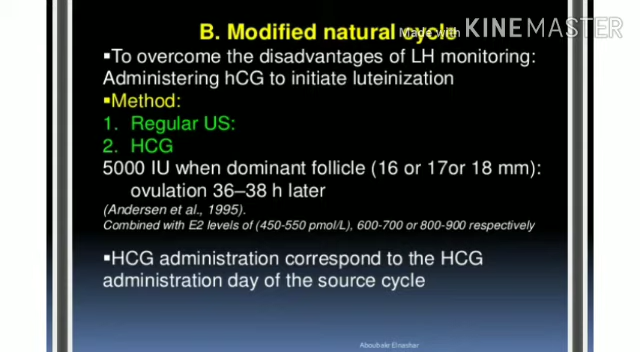 B. Modified natural cycle
Made with KINEMASTER
▪To overcome the disadvantages of LH monitoring:
Administering hCG to initiate luteinization
▪Method:
1. Regular US:
2. HCG
5000 IU when dominant follicle (16 or 17or 18 mm):
ovulation 36–38 h later
(Andersen et al., 1995).
Combined with E2 levels of (450-550 pmol/L), 600-700 or 800-900 respectively
▪HCG administration correspond to the HCG
administration day of the source cycle
Aboubakr Elnashar